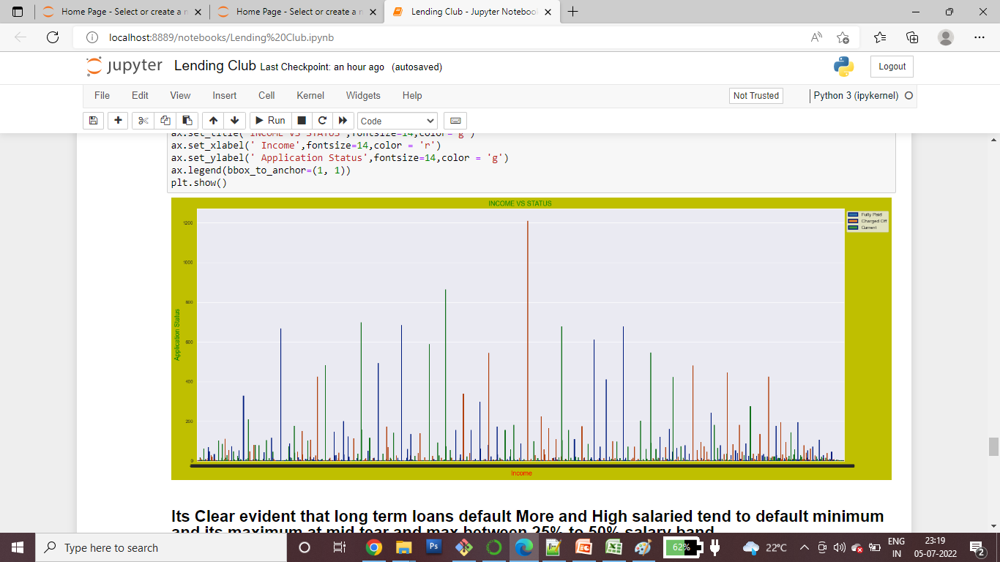 Home Page - Select or create a n
Home Page - Select or create a n
Lending Club - Jupyter Notebook
localhost:8889/notebooks/Lending%20Club.ipynb
jupyter Lending Club Last Checkpoint: an hour ago (autosaved)
Logout
File Edit View Insert Cell Kernel Widgets Help
Not Trusted
Python 3 (ipykernel)
Run
Code
ax.set_title('INCOME VS STATUS',fontsize=14,color='g')
ax.set_xlabel(' Income',fontsize=14,color = 'r')
ax.set_ylabel(' Application Status',fontsize=14,color = 'g')
ax.legend(bbox_to_anchor=(1, 1))
plt.show()
INCOME VS STATUS
Fully Paid
Charged Off
Current
1200
1000
800
600
400
200
0
Application Status
Income
Its Clear evident that long term loans default More and High salaried tend to default minimum
and its maximum at mid tear and max between 25% to 50% salary band
Type here to search
Ps
62%
22°C
ENG
IN
23:19
05-07-2022
2